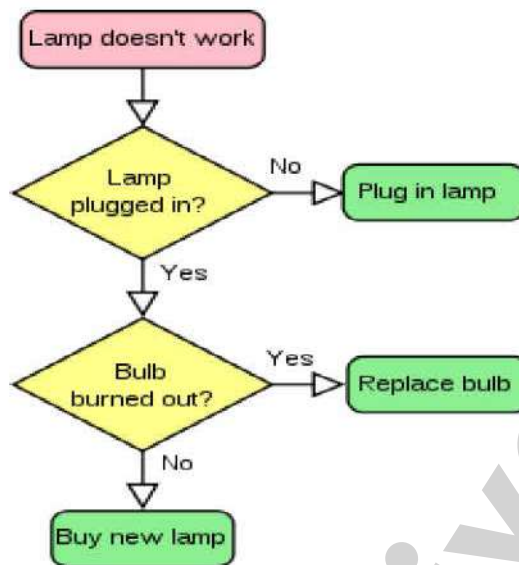 Lamp doesn't work
Lamp
plugged in?
No
Plug in lamp
Yes
Bulb
burned out?
Yes
Replace bulb
No
Buy new lamp